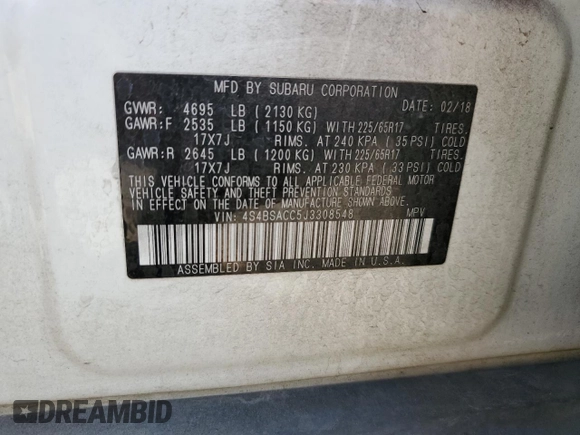 MFD BY SUBARU CORPORATION
GVWR: 4695 LB ( 2130 KG) DATE: 02/18
GAWR:F 2535 LB ( 1150 KG) WITH 225/65R17 TIRES.
17X7J RIMS. AT 240 KPA ( 35 PSI) COLD
GAWR:R 2645 LB ( 1200 KG) WITH 225/65R17 TIRES.
17X7J RIMS. AT 230 KPA ( 33 PSI) COLD
THIS VEHICLE CONFORMS TO ALL APPLICABLE FEDERAL MOTOR
VEHICLE SAFETY AND THEFT PREVENTION STANDARDS
IN EFFECT ON THE DATE OF MANUFACTURE SHOWN ABOVE.
VIN: 4S4BSACC5J3308548 MPV
ASSEMBLED BY SIA INC. MADE IN U.S.A.
DREAMBID